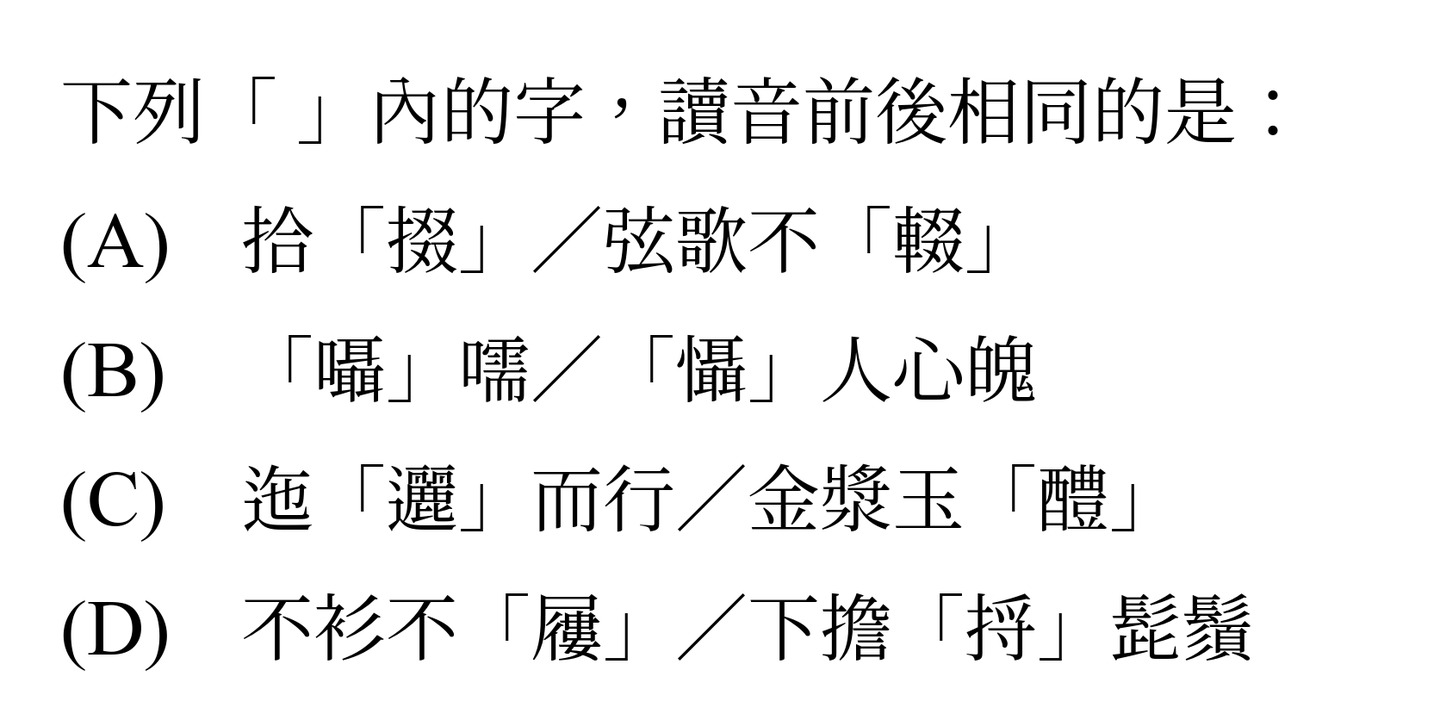 下列「 」內的字，讀音前後相同的是：
(A) 拾「掇」／弦歌不「輟」
(B) 「囁」嚅／「懾」人心魄
(C) 迤「邐」而行／金漿玉「醴」
(D) 不衫不「屨」／下擔「捋」髭鬚